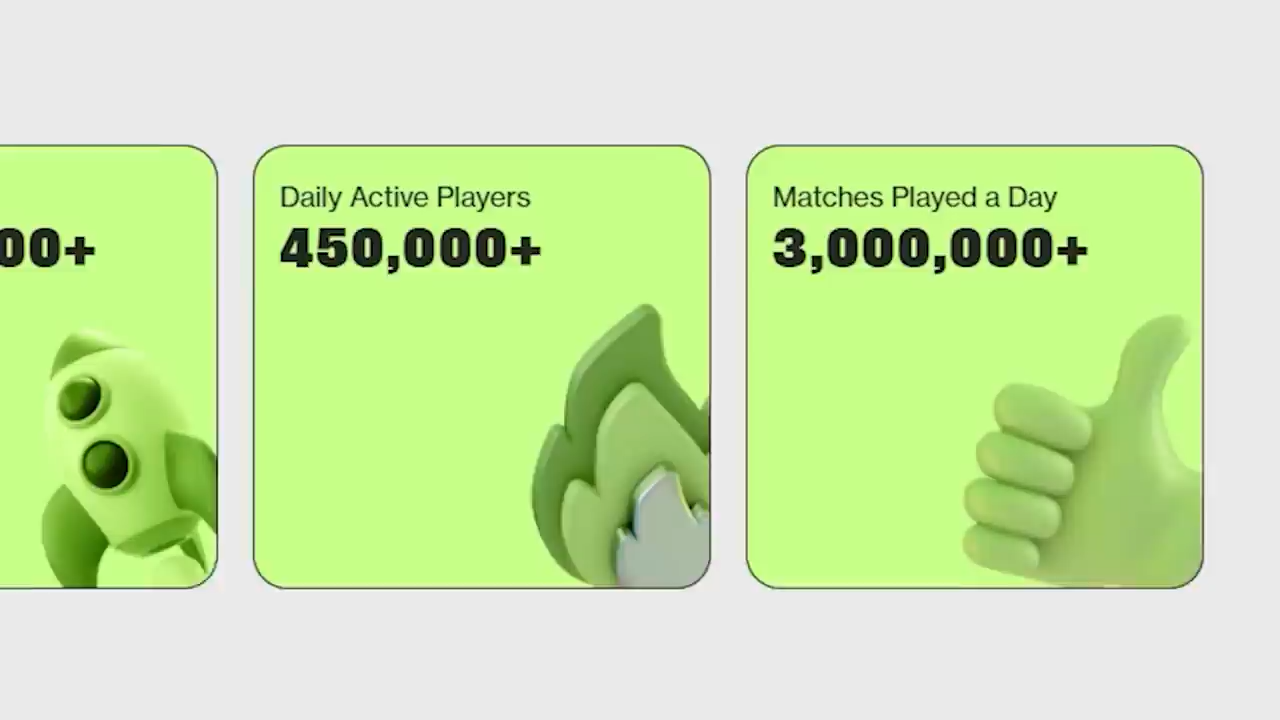 00+
Daily Active Players
450,000+
Matches Played a Day
3,000,000+